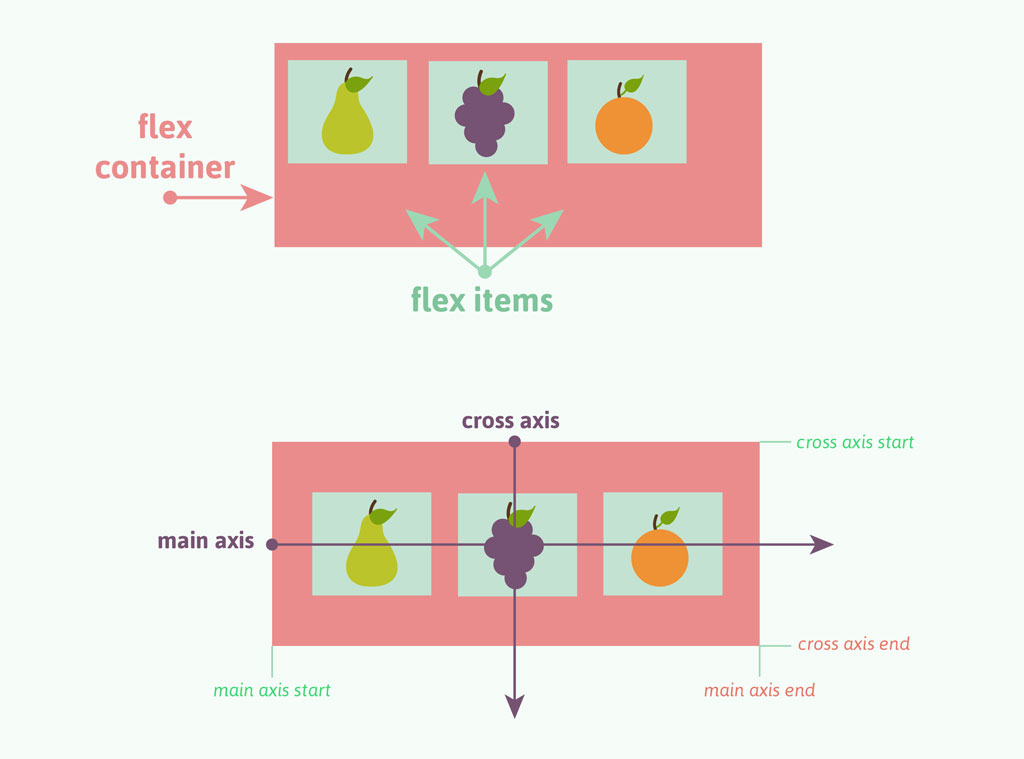 flex
container
flex items
cross axis
cross axis start
main axis
cross axis end
main axis start
main axis end